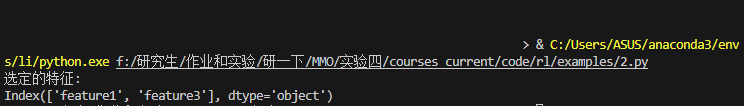 > & C:/Users/ASUS/anaconda3/env
s/li/python.exe f:/研究生/作业和实验/研一下/MMO/实验四/courses_current/code/rl/examples/2.py
选定的特征:
Index(['feature1', 'feature3'], dtype='object')